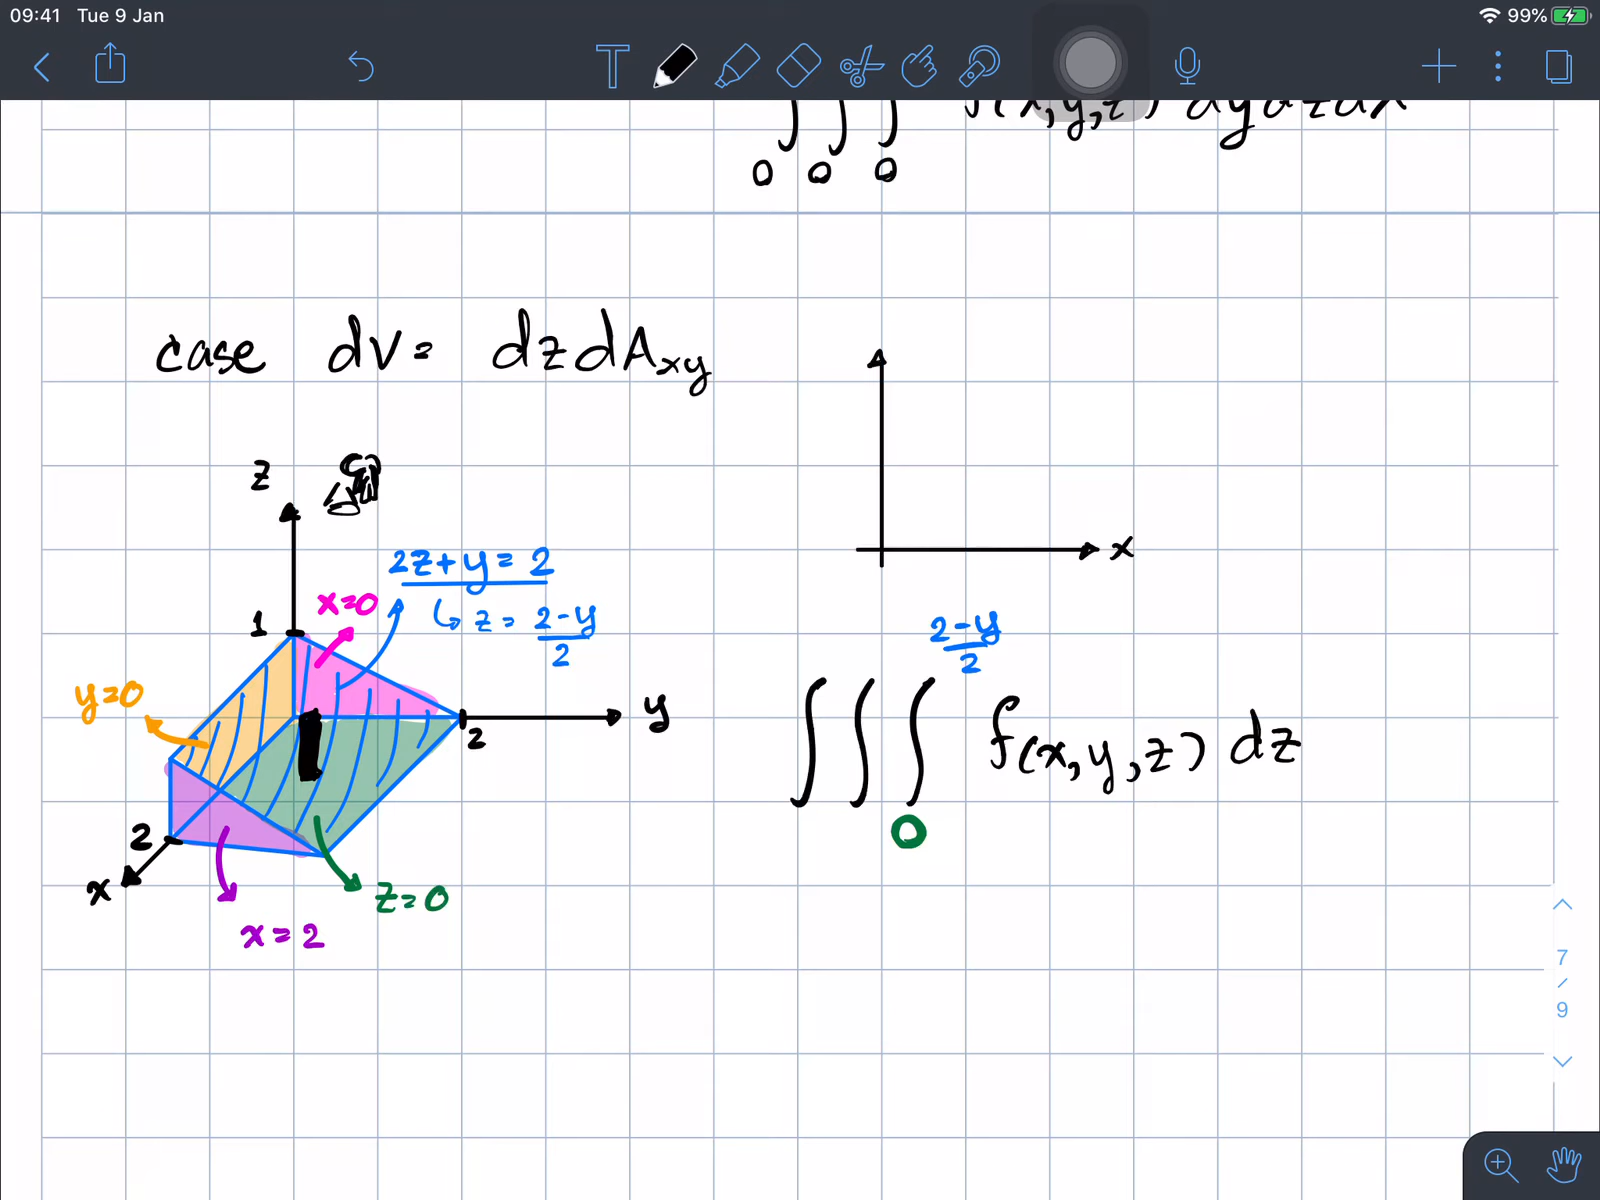 09:41 Tue 9 Jan 99%
T
∫∫∫ f(x,y,z) dydzdx
0 0 0
case dV = dzdAxy
z
2z+y=2
x=0
↳ z = 2-y/2
1
y=0
y
2
2
x
z=0
x=2
x
2-y/2
∫∫∫ f(x,y,z) dz
0
7
/
9